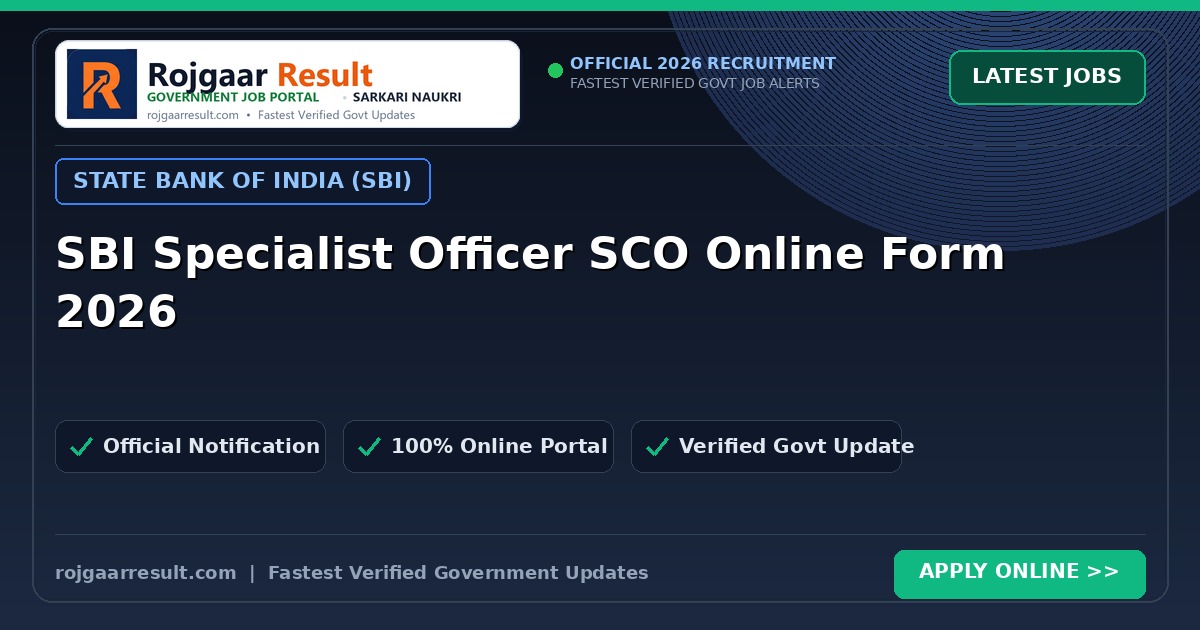 Rojgaar Result
GOVERNMENT JOB PORTAL • SARKARI NAUKRI
rojgaarresult.com • Fastest Verified Govt Updates
OFFICIAL 2026 RECRUITMENT
FASTEST VERIFIED GOVT JOB ALERTS
LATEST JOBS
STATE BANK OF INDIA (SBI)
SBI Specialist Officer SCO Online Form
2026
Official Notification
100% Online Portal
Verified Govt Update
rojgaarresult.com | Fastest Verified Government Updates
APPLY ONLINE >>